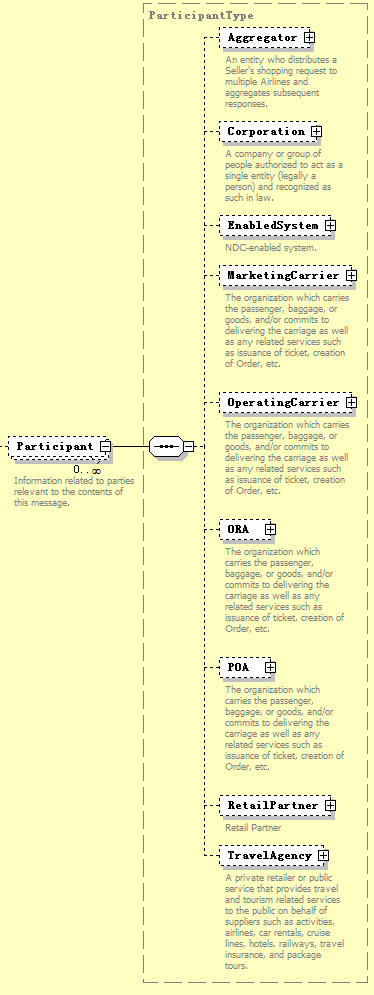 ParticipantType
Aggregator
An entity who distributes a
Seller's shopping request to
multiple Airlines and
aggregates subsequent
responses.
Corporation
A company or group of
people authorized to act as a
single entity (legally a
person) and recognized as
such in law.
EnabledSystem
NDC-enabled system.
MarketingCarrier
The organization which carries
the passenger, baggage, or
goods, and/or commits to
delivering the carriage as well
as any related services such
as issuance of ticket, creation
of Order, etc.
OperatingCarrier
The organization which carries
the passenger, baggage, or
goods, and/or commits to
delivering the carriage as well
as any related services such
as issuance of ticket, creation
of Order, etc.
Participant
0..∞
Information related to parties
relevant to the contents of
this message.
ORA
The organization which
carries the passenger,
baggage, or goods, and/or
commits to delivering the
carriage as well as any
related services such as
issuance of ticket, creation of
Order, etc.
POA
The organization which
carries the passenger,
baggage, or goods, and/or
commits to delivering the
carriage as well as any
related services such as
issuance of ticket, creation of
Order, etc.
RetailPartner
Retail Partner
TravelAgency
A private retailer or public
service that provides travel
and tourism related services
to the public on behalf of
suppliers such as activities,
airlines, car rentals, cruise
lines, hotels, railways, travel
insurance, and package
tours.